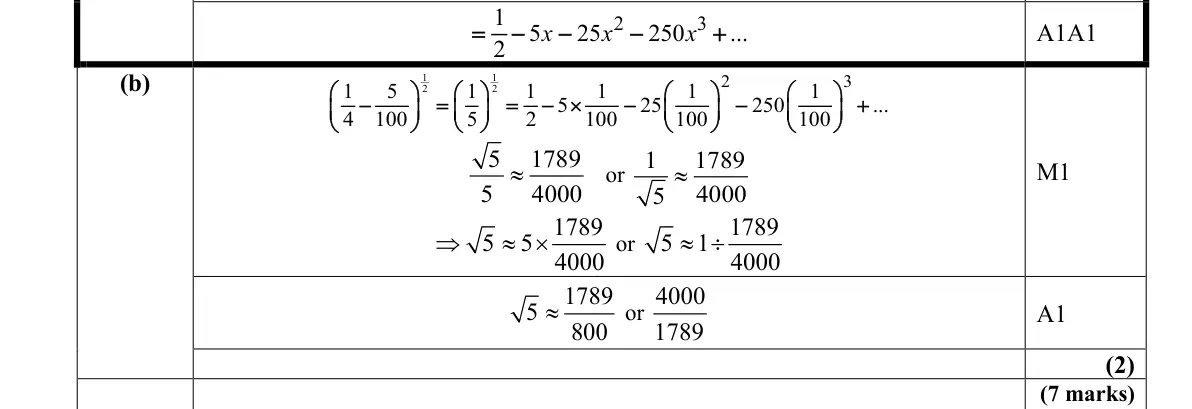 = 1/2 − 5x − 25x² − 250x³ + ... A1A1
(b) (1/4 − 5/100)^(1/2) = (1/5)^(1/2) = 1/2 − 5 × 1/100 − 25(1/100)² − 250(1/100)³ + ...
√5/5 ≈ 1789/4000 or 1/√5 ≈ 1789/4000 M1
⇒ √5 ≈ 5 × 1789/4000 or √5 ≈ 1 ÷ 1789/4000
√5 ≈ 1789/800 or 4000/1789 A1
(2)
(7 marks)